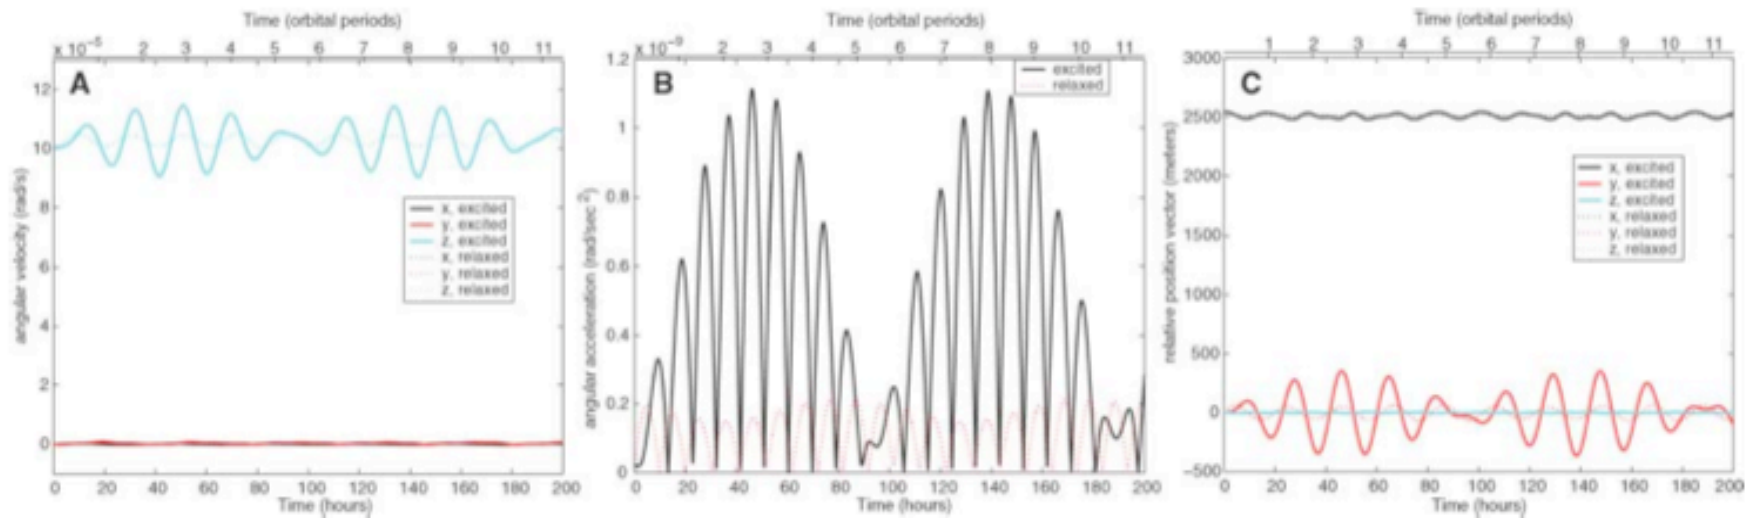 Time (orbital periods)
x 10⁻⁵ 2 3 4 5 6 7 8 9 10 11
A
12
10
8
6
4
2
0
angular velocity (rad/s)
x, excited
y, excited
z, excited
x, relaxed
y, relaxed
z, relaxed
0 20 40 60 80 100 120 140 160 180 200
Time (hours)
Time (orbital periods)
x 10⁻⁹ 2 3 4 5 6 7 8 9 10 11
B
excited
relaxed
1.2
1
0.8
0.6
0.4
0.2
0
angular acceleration (rad/sec²)
0 20 40 60 80 100 120 140 160 180 200
Time (hours)
Time (orbital periods)
1 2 3 4 5 6 7 8 9 10 11
C
3000
2500
2000
1500
1000
500
0
−500
relative position vector (meters)
x, excited
y, excited
z, excited
x, relaxed
y, relaxed
z, relaxed
0 20 40 60 80 100 120 140 160 180 200
Time (hours)